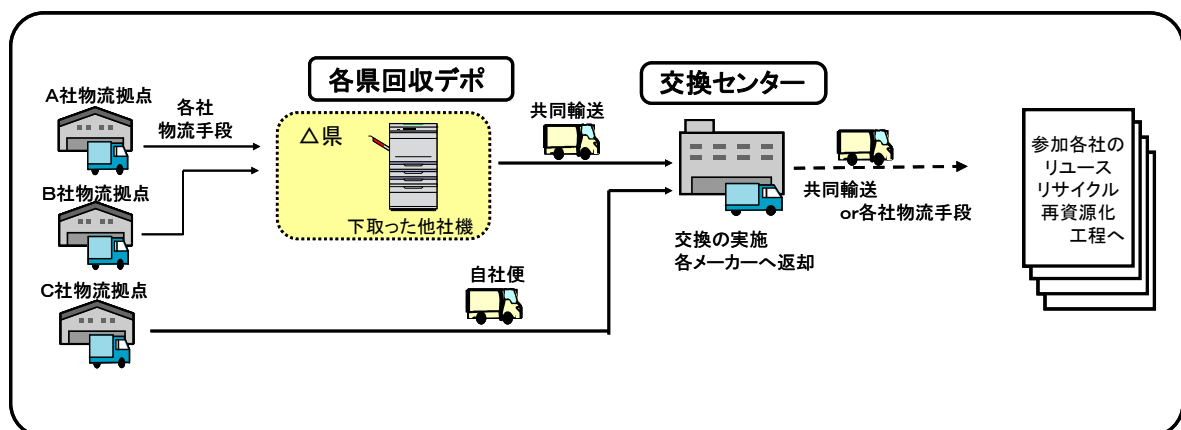 各県回収デポ
交換センター
A社物流拠点
各社
物流手段
共同輸送
△県
下取った他社機
B社物流拠点
C社物流拠点
自社便
交換の実施
各メーカーへ返却
共同輸送
or各社物流手段
参加各社の
リユース
リサイクル
再資源化
工程へ